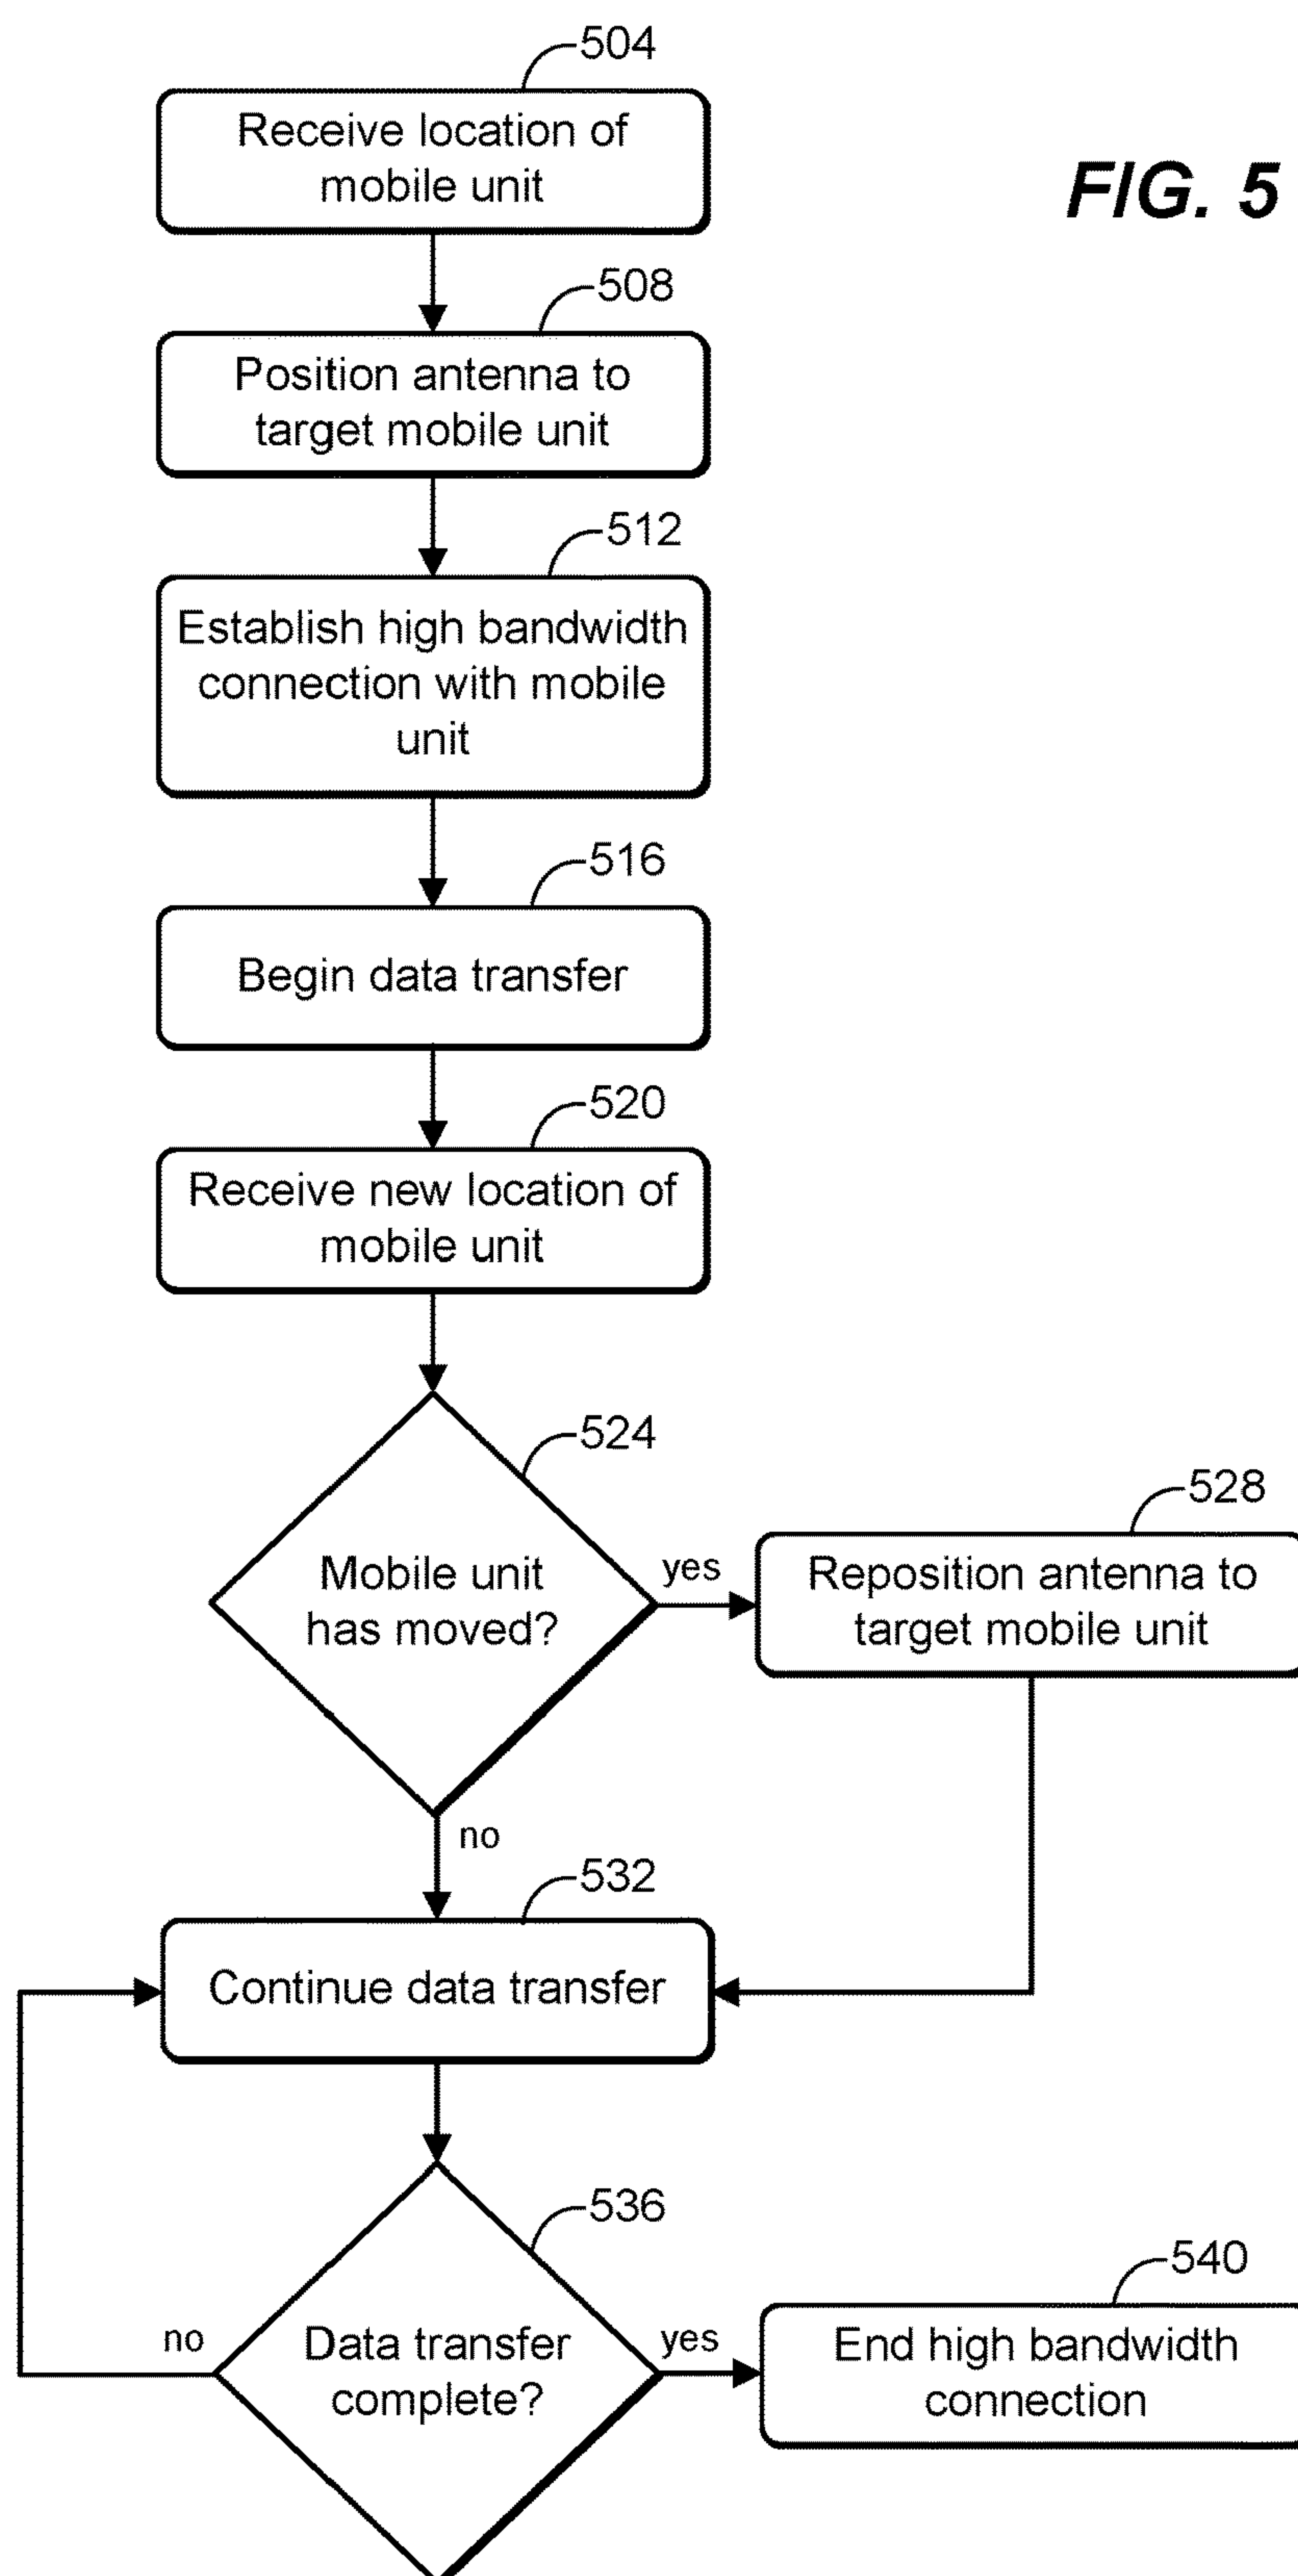 504
Receive location of
mobile unit
FIG. 5
508
Position antenna to
target mobile unit
512
Establish high bandwidth
connection with mobile
unit
516
Begin data transfer
520
Receive new location of
mobile unit
524
Mobile unit
has moved?
yes
528
Reposition antenna to
target mobile unit
no
532
Continue data transfer
536
Data transfer
complete?
no
yes
540
End high bandwidth
connection